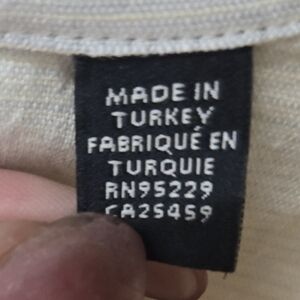 MADE IN
TURKEY
FABRIQUÉ EN
TURQUIE
RN95229
CA25459